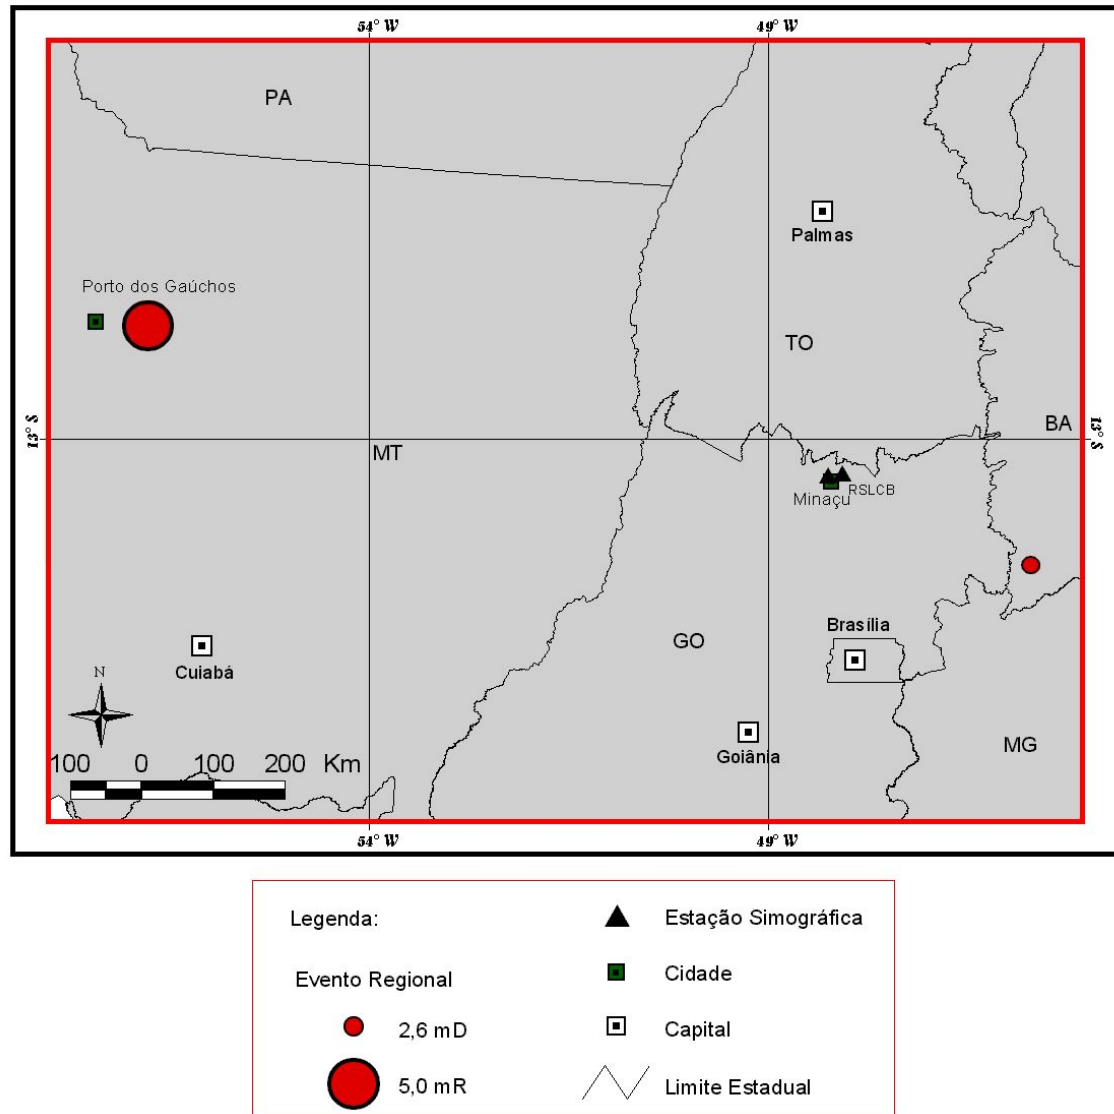 54° W
49° W
PA
Palmas
Porto dos Gaúchos
TO
BA
13° S
13° S
MT
RSLCB
Minaçu
Brasília
GO
Cuiabá
N
MG
Goiânia
100 0 100 200 Km
54° W
49° W
Legenda:
Estação Simográfica
Cidade
Evento Regional
2,6 mD
Capital
5,0 mR
Limite Estadual